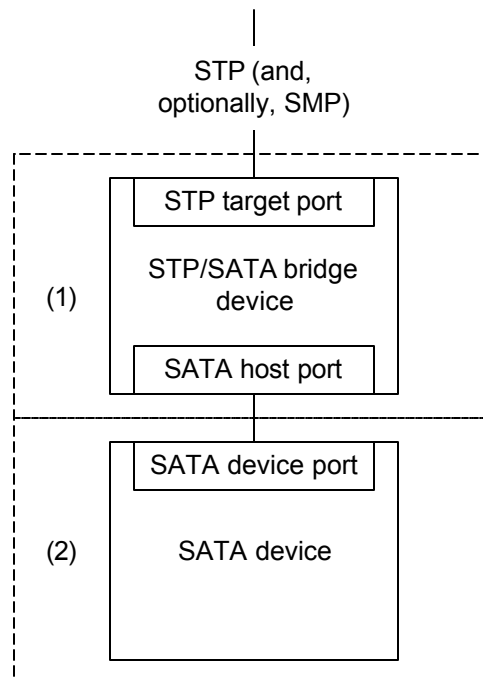 STP (and,
optionally, SMP)
STP target port
STP/SATA bridge
device
(1)
SATA host port
SATA device port
(2)
SATA device